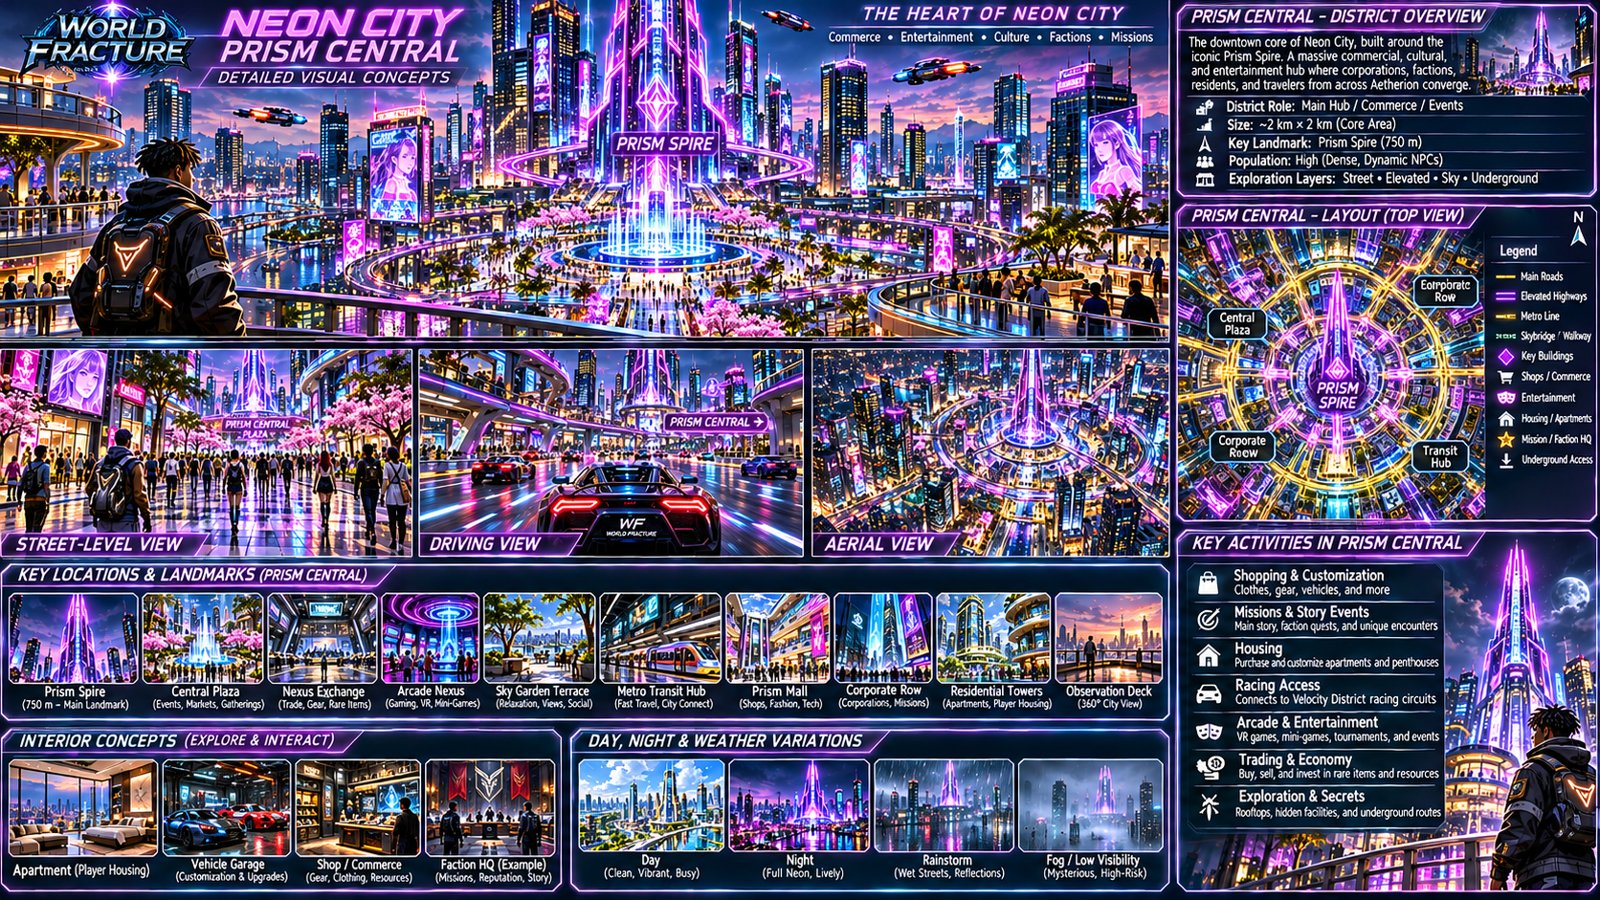 WORLD
FRACTURE
NEON CITY
PRISM CENTRAL
DETAILED VISUAL CONCEPTS
THE HEART OF NEON CITY
Commerce • Entertainment • Culture • Factions • Missions
PRISM SPIRE
PRISM CENTRAL – DISTRICT OVERVIEW
The downtown core of Neon City, built around the
iconic Prism Spire. A massive commercial, cultural,
and entertainment hub where corporations, factions,
residents, and travelers from across Aetherion converge.
District Role: Main Hub / Commerce / Events
Size: ~2 km × 2 km (Core Area)
Key Landmark: Prism Spire (750 m)
Population: High (Dense, Dynamic NPCs)
Exploration Layers: Street • Elevated • Sky • Underground
PRISM CENTRAL – LAYOUT (TOP VIEW)
N
Corporate
Row
Central
Plaza
PRISM
SPIRE
Corporate
Roew
Transit
Hub
Legend
Main Roads
Elevated Highways
Metro Line
Skybridge / Walkway
Key Buildings
Shops / Commerce
Entertainment
Housing / Apartments
Mission / Faction HQ
Underground Access
PRISM CENTRAL
PLAZA
STREET-LEVEL VIEW
PRISM CENTRAL →
WF
WORLD FRACTURE
DRIVING VIEW
AERIAL VIEW
KEY LOCATIONS & LANDMARKS (PRISM CENTRAL)
Prism Spire
(750 m – Main Landmark)
Central Plaza
(Events, Markets, Gatherings)
Nexus Exchange
(Trade, Gear, Rare Items)
Arcade Nexus
(Gaming, VR, Mini-Games)
Sky Garden Terrace
(Relaxation, Views, Social)
Metro Transit Hub
(Fast Travel, City Connect)
Prism Mall
(Shops, Fashion, Tech)
Corporate Row
(Corporations, Missions)
Residential Towers
(Apartments, Player Housing)
Observation Deck
(360° City View)
KEY ACTIVITIES IN PRISM CENTRAL
Shopping & Customization
Clothes, gear, vehicles, and more
Missions & Story Events
Main story, faction quests, and unique encounters
Housing
Purchase and customize apartments and penthouses
Racing Access
Connects to Velocity District racing circuits
Arcade & Entertainment
VR games, mini-games, tournaments, and events
Trading & Economy
Buy, sell, and invest in rare items and resources
Exploration & Secrets
Rooftops, hidden facilities, and underground routes
INTERIOR CONCEPTS (EXPLORE & INTERACT)
Apartment (Player Housing)
Vehicle Garage
(Customization & Upgrades)
Shop / Commerce
(Gear, Clothing, Resources)
Faction HQ (Example)
(Missions, Reputation, Story)
DAY, NIGHT & WEATHER VARIATIONS
Day
(Clean, Vibrant, Busy)
Night
(Full Neon, Lively)
Rainstorm
(Wet Streets, Reflections)
Fog / Low Visibility
(Mysterious, High-Risk)